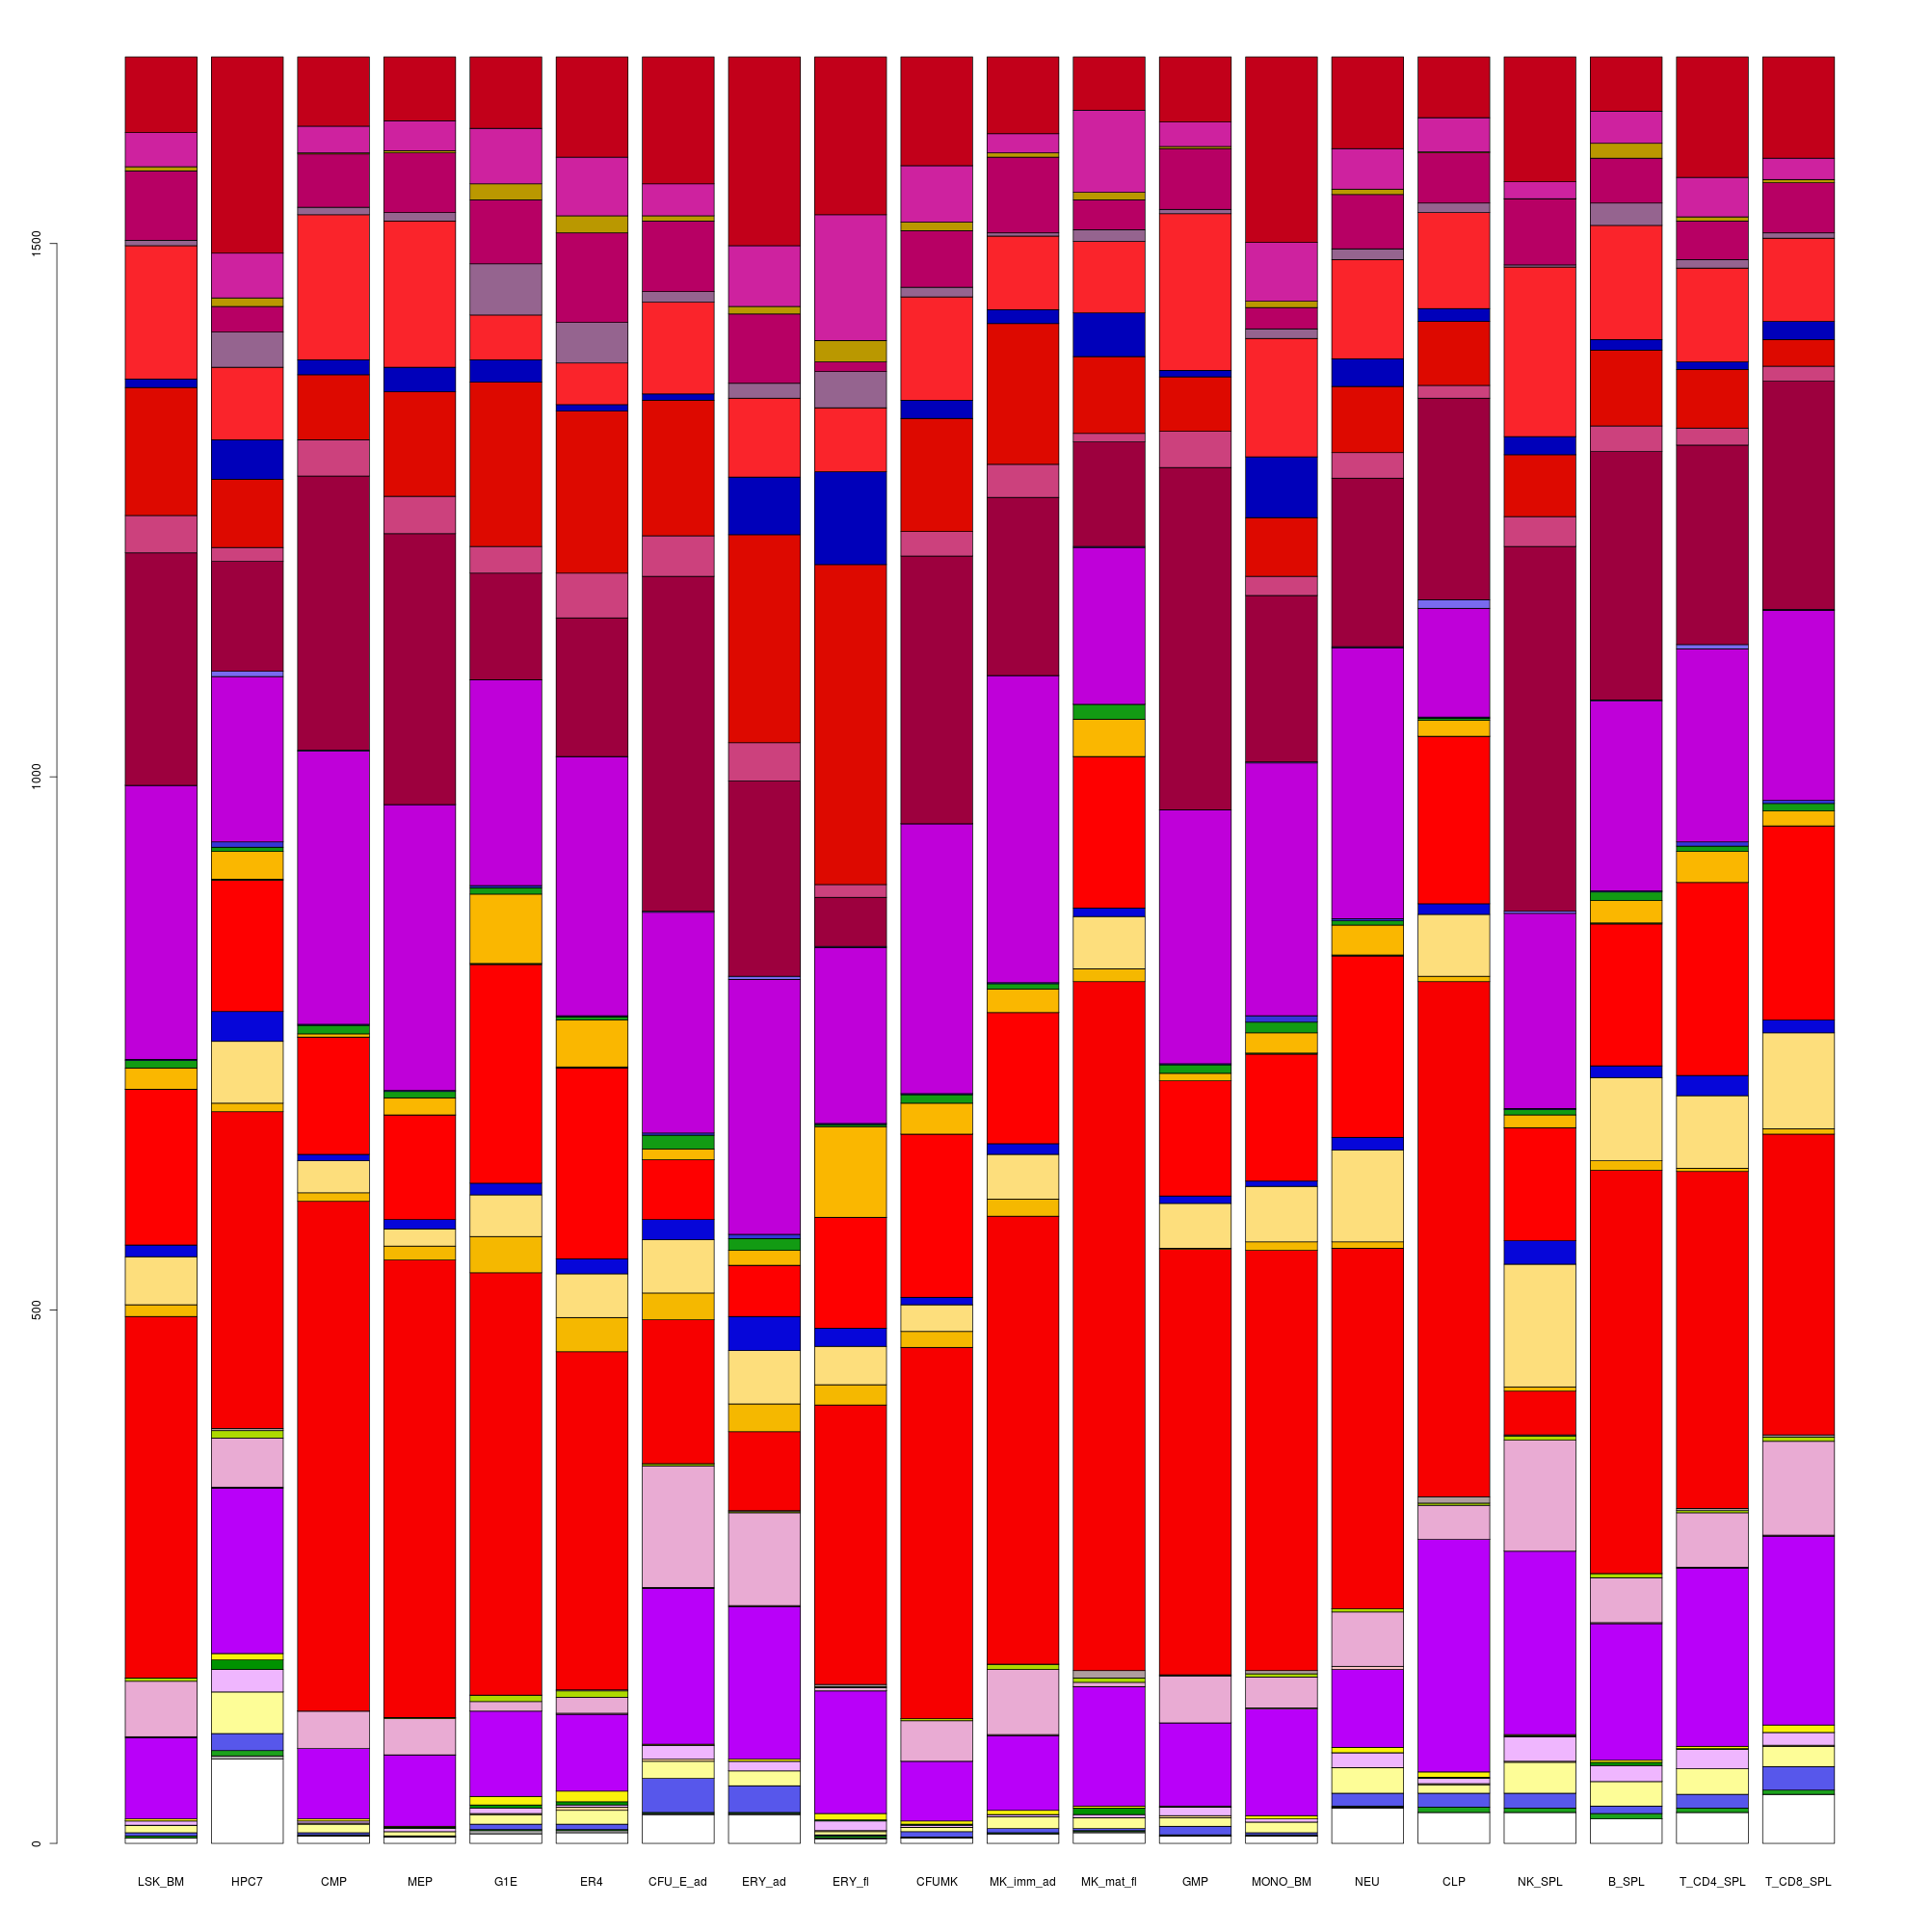 1500
1000
500
0
LSK_BM HPC7 CMP MEP G1E ER4 CFU_E_ad ERY_ad ERY_fl CFUMK MK_imm_ad MK_mat_fl GMP MONO_BM NEU CLP NK_SPL B_SPL T_CD4_SPL T_CD8_SPL